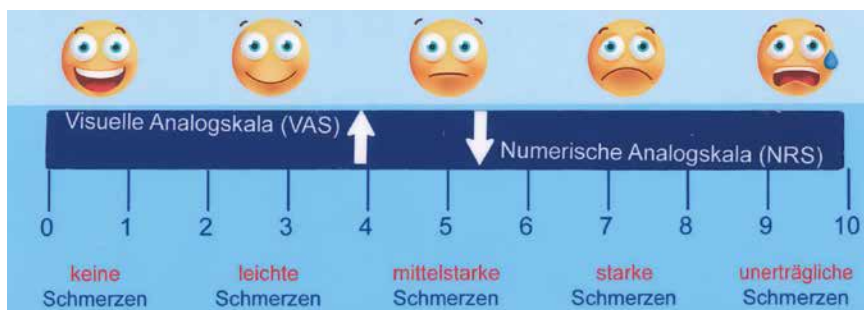 Visuelle Analogskala (VAS)
Numerische Analogskala (NRS)
0 1 2 3 4 5 6 7 8 9 10
keine leichte mittelstarke starke unerträgliche
Schmerzen Schmerzen Schmerzen Schmerzen Schmerzen